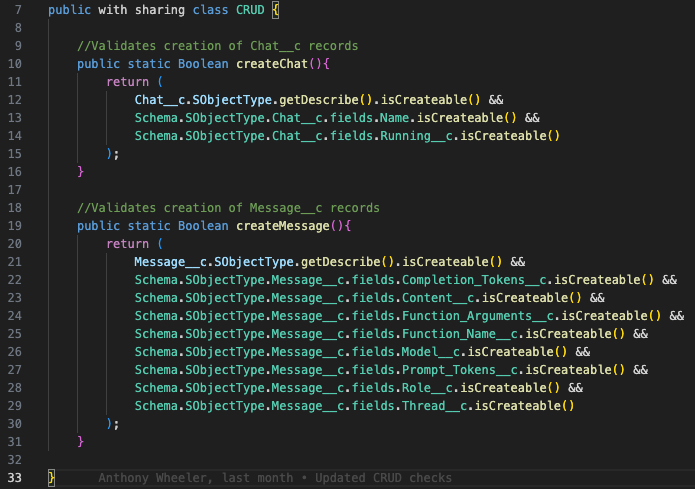 7 public with sharing class CRUD {
8
9 //Validates creation of Chat__c records
10 public static Boolean createChat(){
11 return (
12 Chat__c.SObjectType.getDescribe().isCreateable() &&
13 Schema.SObjectType.Chat__c.fields.Name.isCreateable() &&
14 Schema.SObjectType.Chat__c.fields.Running__c.isCreateable()
15 );
16 }
17
18 //Validates creation of Message__c records
19 public static Boolean createMessage(){
20 return (
21 Message__c.SObjectType.getDescribe().isCreateable() &&
22 Schema.SObjectType.Message__c.fields.Completion_Tokens__c.isCreateable() &&
23 Schema.SObjectType.Message__c.fields.Content__c.isCreateable() &&
24 Schema.SObjectType.Message__c.fields.Function_Arguments__c.isCreateable() &&
25 Schema.SObjectType.Message__c.fields.Function_Name__c.isCreateable() &&
26 Schema.SObjectType.Message__c.fields.Model__c.isCreateable() &&
27 Schema.SObjectType.Message__c.fields.Prompt_Tokens__c.isCreateable() &&
28 Schema.SObjectType.Message__c.fields.Role__c.isCreateable() &&
29 Schema.SObjectType.Message__c.fields.Thread__c.isCreateable()
30 );
31 }
32
33 } Anthony Wheeler, last month • Updated CRUD checks